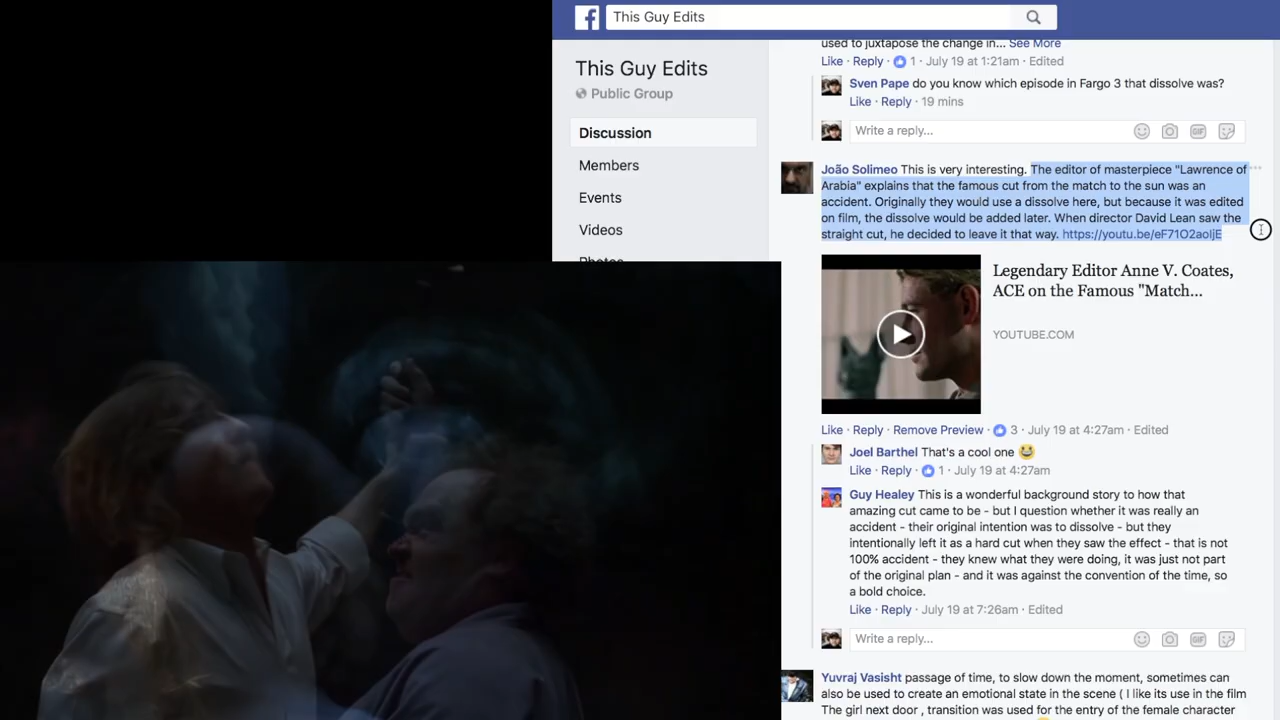 This Guy Edits
This Guy Edits
Public Group
Discussion
Members
Events
Videos
Photos
used to juxtapose the change in... See More
Like · Reply · 1 · July 19 at 1:21am · Edited
Sven Pape do you know which episode in Fargo 3 that dissolve was?
Like · Reply · 19 mins
Write a reply...
GIF
João Solimeo This is very interesting. The editor of masterpiece "Lawrence of
Arabia" explains that the famous cut from the match to the sun was an
accident. Originally they would use a dissolve here, but because it was edited
on film, the dissolve would be added later. When director David Lean saw the
straight cut, he decided to leave it that way. https://youtu.be/eF71O2aoljE
Legendary Editor Anne V. Coates,
ACE on the Famous "Match...
YOUTUBE.COM
Like · Reply · Remove Preview · 3 · July 19 at 4:27am · Edited
Joel Barthel That's a cool one
Like · Reply · 1 · July 19 at 4:27am
Guy Healey This is a wonderful background story to how that
amazing cut came to be - but I question whether it was really an
accident - their original intention was to dissolve - but they
intentionally left it as a hard cut when they saw the effect - that is not
100% accident - they knew what they were doing, it was just not part
of the original plan - and it was against the convention of the time, so
a bold choice.
Like · Reply · July 19 at 7:26am · Edited
Write a reply...
GIF
Yuvraj Vasisht passage of time, to slow down the moment, sometimes can
also be used to create an emotional state in the scene ( I like its use in the film
The girl next door , transition was used for the entry of the female character